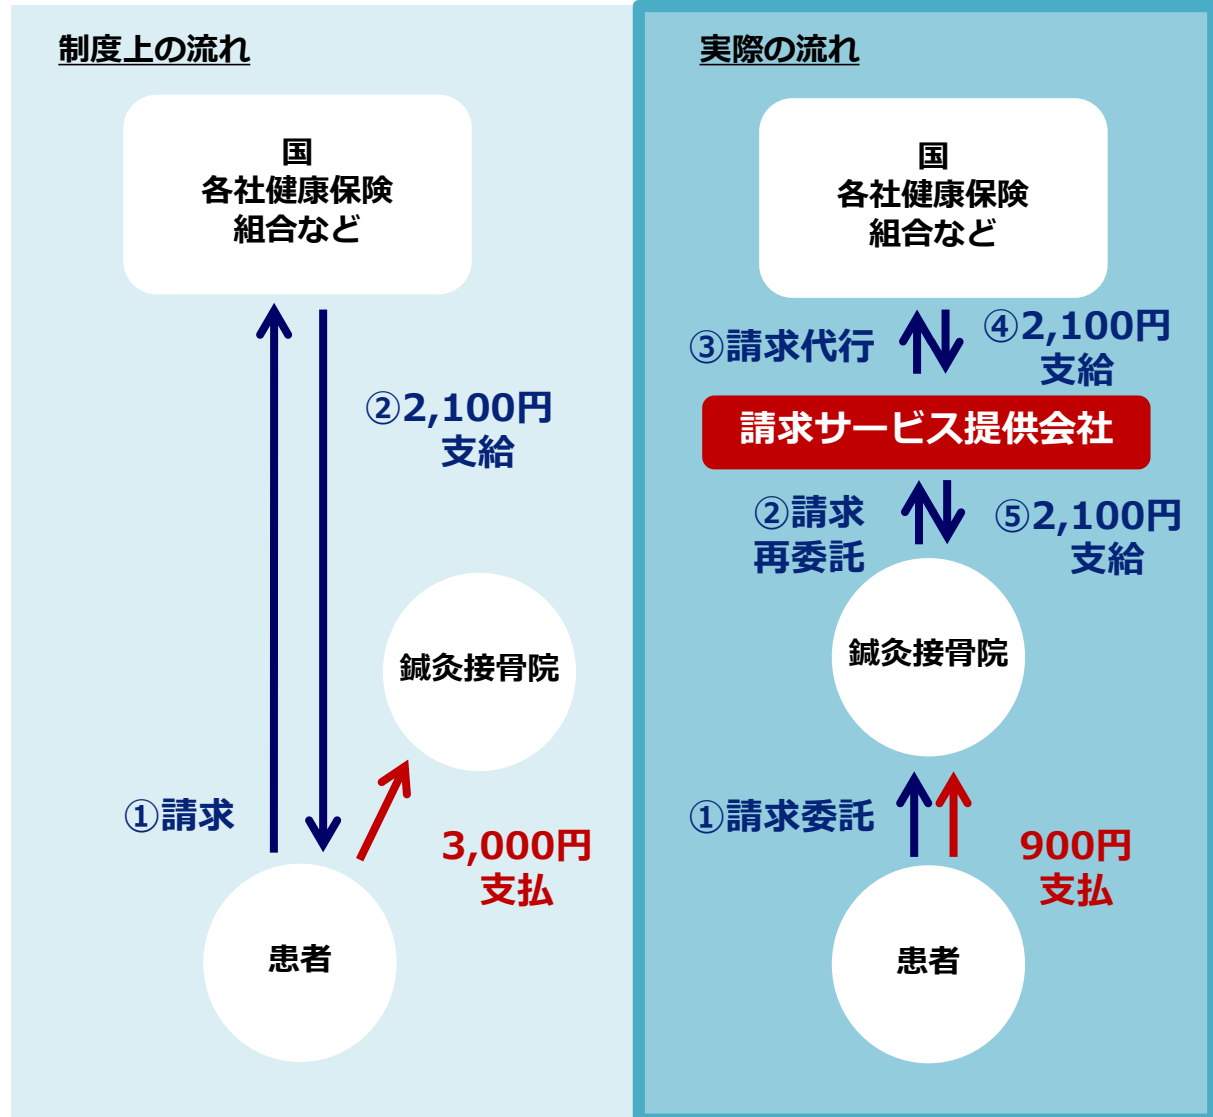 制度上の流れ
国
各社健康保険
組合など
②2,100円
支給
鍼灸接骨院
①請求
3,000円
支払
患者
実際の流れ
国
各社健康保険
組合など
③請求代行
④2,100円
支給
請求サービス提供会社
②請求
再委託
⑤2,100円
支給
鍼灸接骨院
①請求委託
900円
支払
患者